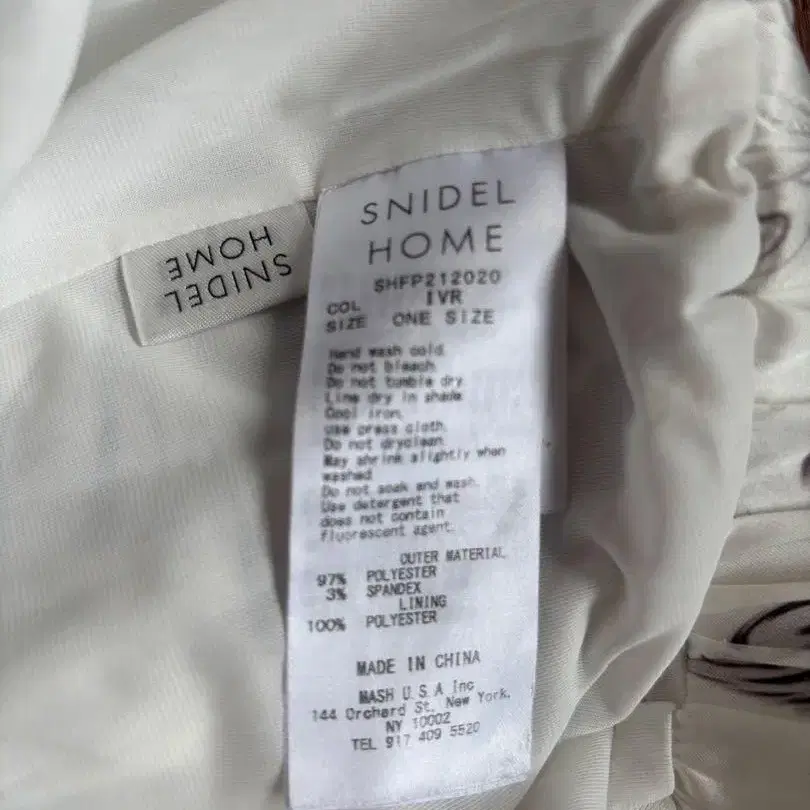 SNIDEL
HOME
SNIDEL
HOME
SHFP212020
COL IVR
SIZE ONE SIZE
Hand wash cold.
Do not bleach.
Do not tumble dry.
Line dry in shade
Cool iron,
use press cloth.
Do not dryclean.
May shrink slightly when
washed
Do not soak and wash.
Use detergent that
does not contain
fluorescent agent.
OUTER MATERIAL
97% POLYESTER
3% SPANDEX
LINING
100% POLYESTER
MADE IN CHINA
MASH U.S.A Inc
144 Orchard St. New York.
NY 10002
TEL 917 409 5520